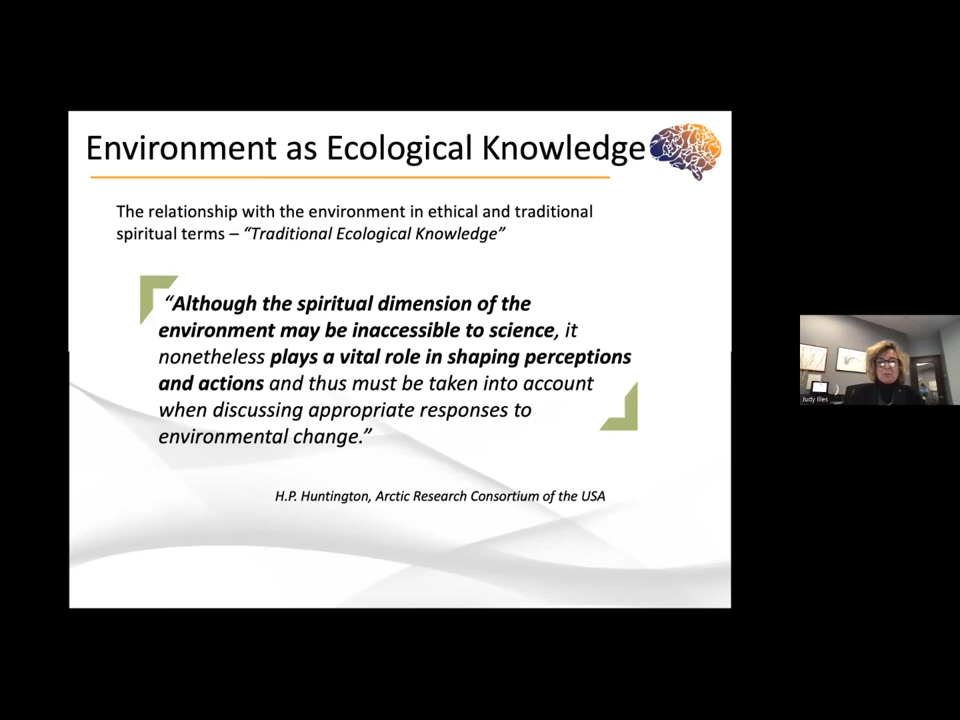 Environment as Ecological Knowledge
The relationship with the environment in ethical and traditional
spiritual terms – “Traditional Ecological Knowledge”
“Although the spiritual dimension of the
environment may be inaccessible to science, it
nonetheless plays a vital role in shaping perceptions
and actions and thus must be taken into account
when discussing appropriate responses to
environmental change.”
H.P. Huntington, Arctic Research Consortium of the USA
Judy Illes